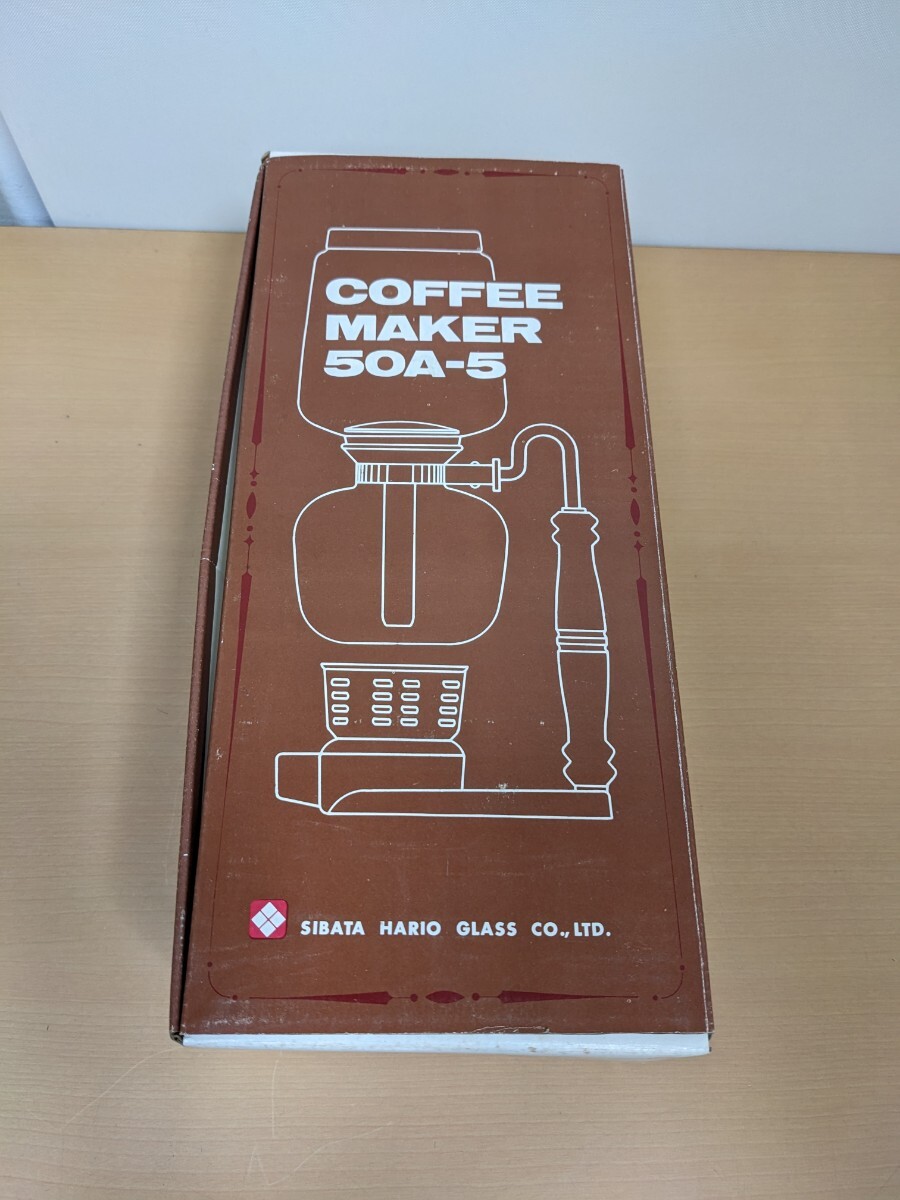 COFFEE
MAKER
50A-5
SIBATA HARIO GLASS CO., LTD.